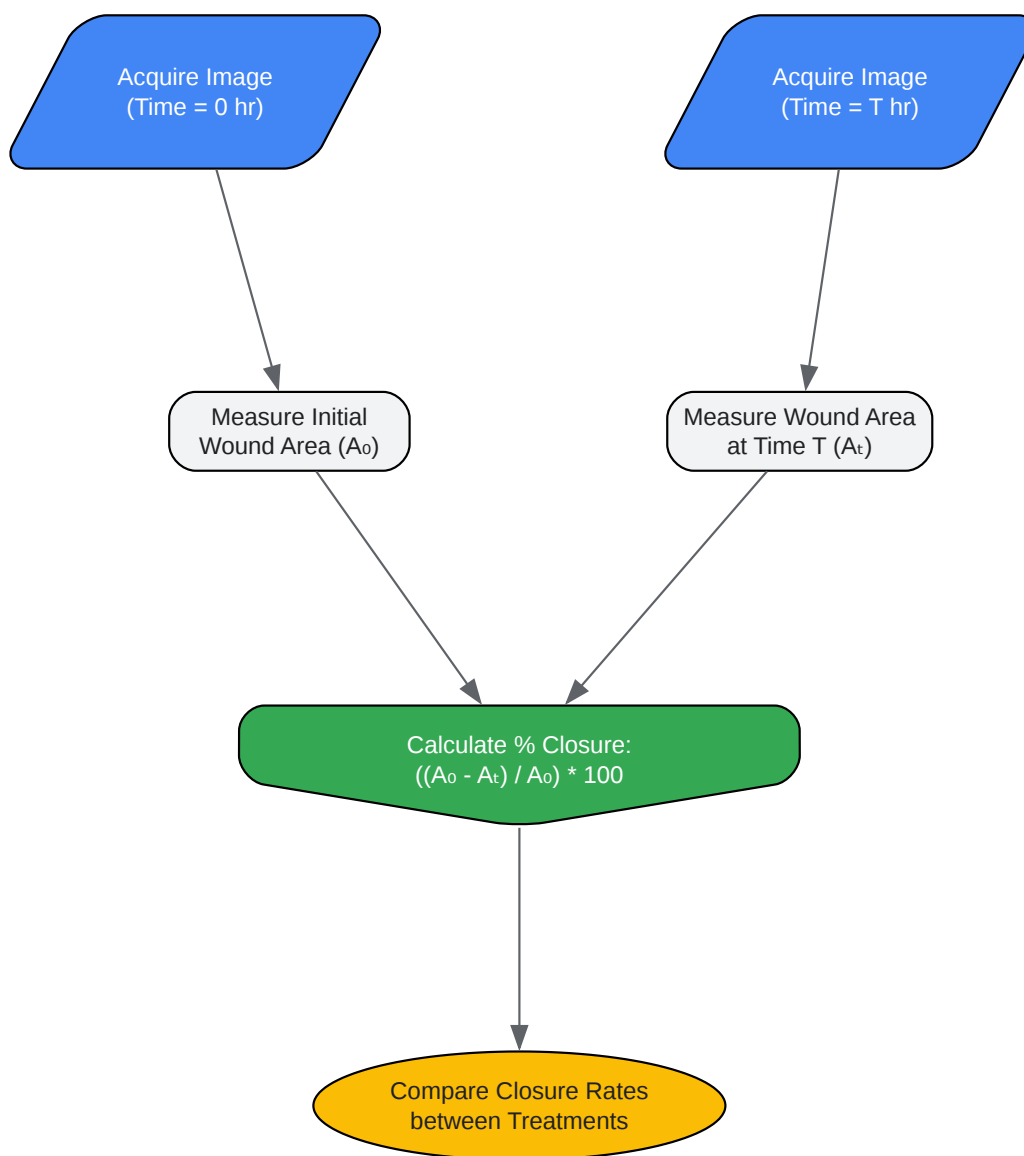 Acquire Image
(Time = 0 hr)
Acquire Image
(Time = T hr)
Measure Initial
Wound Area (A₀)
Measure Wound Area
at Time T (Aₜ)
Calculate % Closure:
((A₀ - Aₜ) / A₀) * 100
Compare Closure Rates
between Treatments